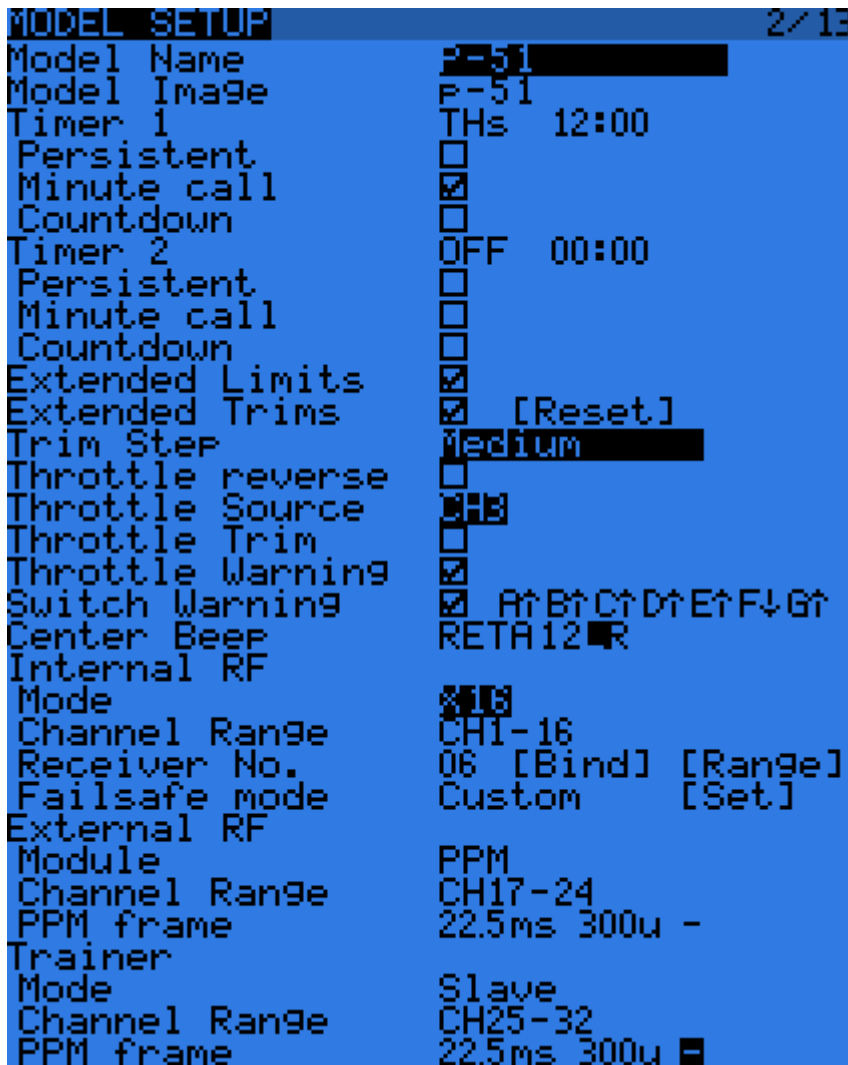 MODEL SETUP 2/13
Model Name P-51
Model Image P-51
Timer 1 THs 12:00
Persistent
Minute call
Countdown
Timer 2 OFF 00:00
Persistent
Minute call
Countdown
Extended Limits
Extended Trims [Reset]
Trim Step Medium
Throttle reverse
Throttle Source CH3
Throttle Trim
Throttle Warning
Switch Warning A↑B↑C↑D↑E↑F↓G↑
Center Beep RETA12 R
Internal RF
Mode
Channel Range CH1-16
Receiver No. 06 [Bind] [Range]
Failsafe mode Custom [Set]
External RF
Module PPM
Channel Range CH17-24
PPM frame 22.5ms 300u -
Trainer
Mode Slave
Channel Range CH25-32
PPM frame 22.5ms 300u -